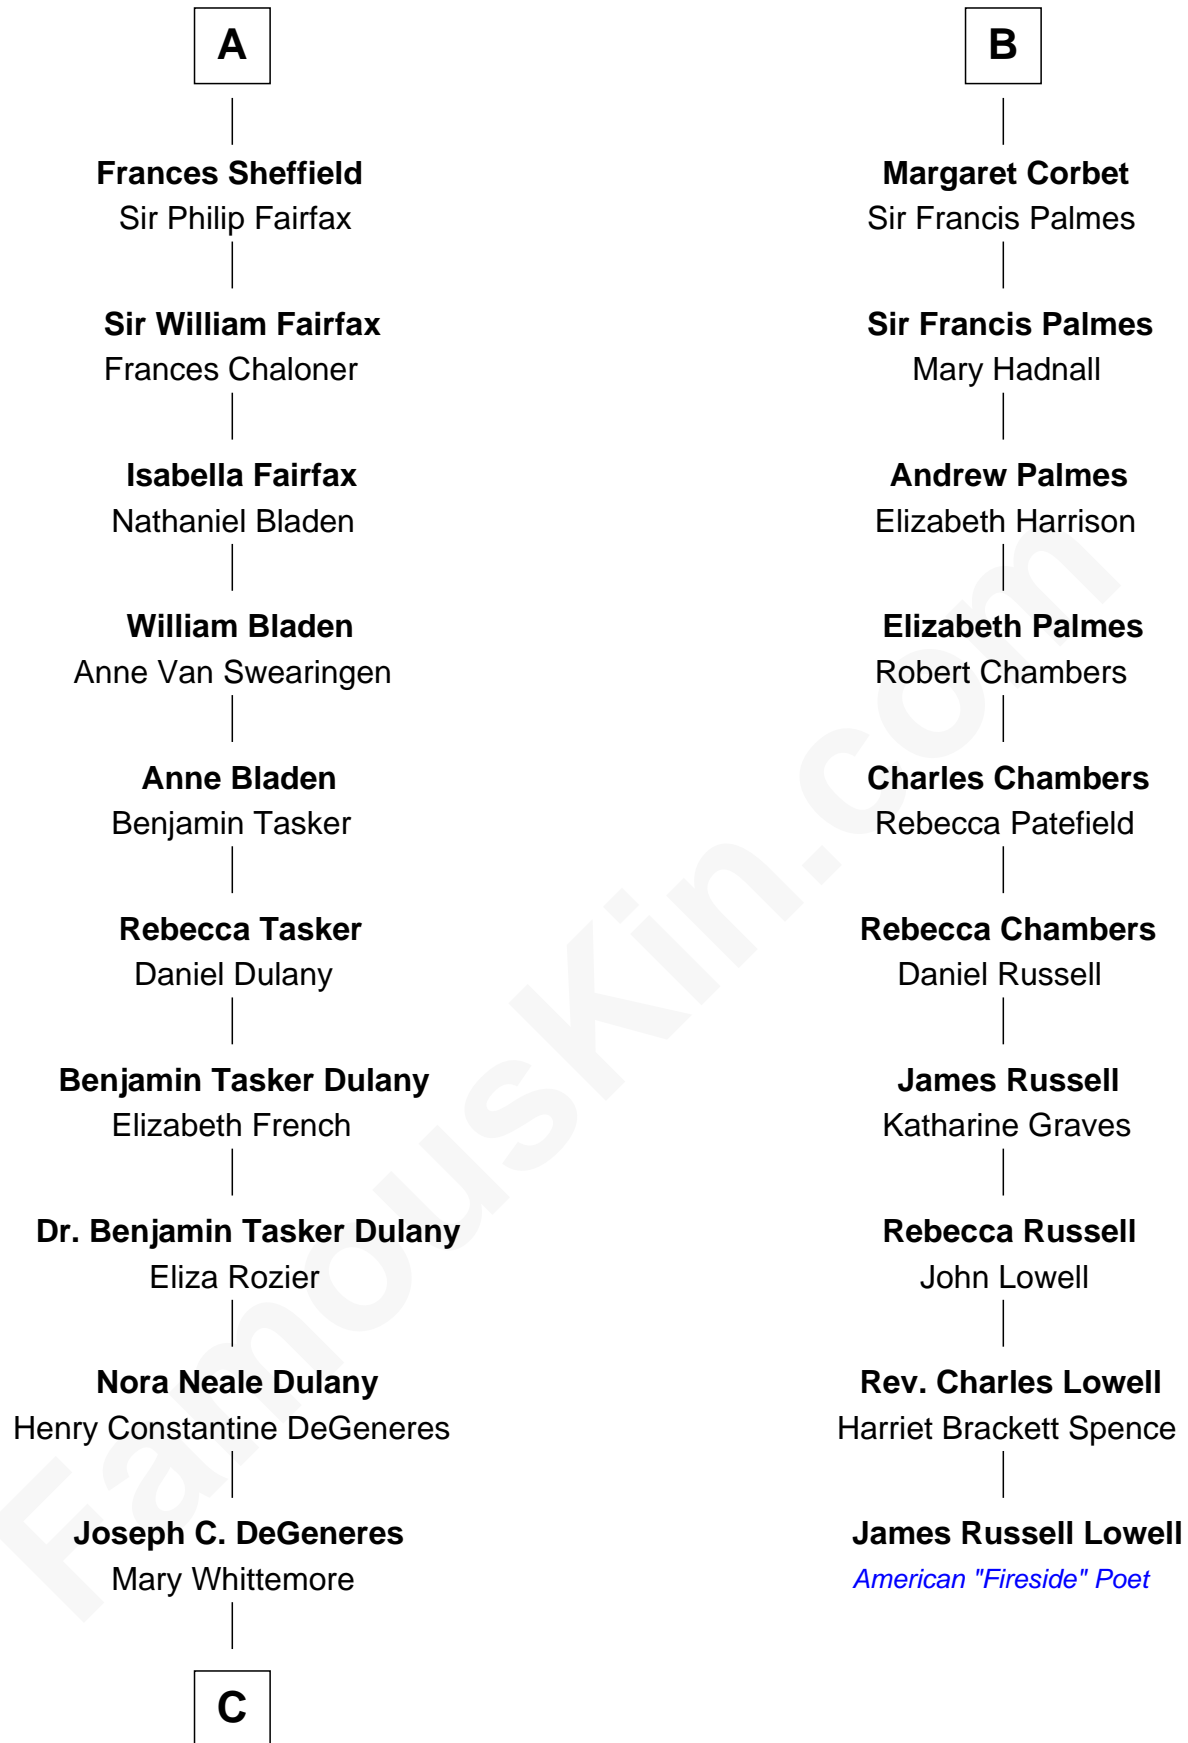 A
Frances Sheffield
Sir Philip Fairfax
Sir William Fairfax
Frances Chaloner
Isabella Fairfax
Nathaniel Bladen
William Bladen
Anne Van Swearingen
Anne Bladen
Benjamin Tasker
Rebecca Tasker
Daniel Dulany
Benjamin Tasker Dulany
Elizabeth French
Dr. Benjamin Tasker Dulany
Eliza Rozier
Nora Neale Dulany
Henry Constantine DeGeneres
Joseph C. DeGeneres
Mary Whittemore
C
B
Margaret Corbet
Sir Francis Palmes
Sir Francis Palmes
Mary Hadnall
Andrew Palmes
Elizabeth Harrison
Elizabeth Palmes
Robert Chambers
Charles Chambers
Rebecca Patefield
Rebecca Chambers
Daniel Russell
James Russell
Katharine Graves
Rebecca Russell
John Lowell
Rev. Charles Lowell
Harriet Brackett Spence
James Russell Lowell
American "Fireside" Poet
FamousKin.com